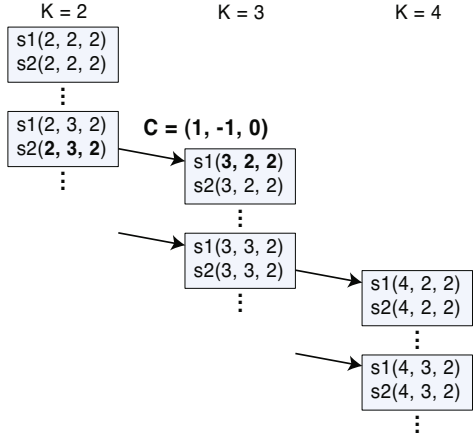 K = 2
K = 3
K = 4
s1(2, 2, 2)
s2(2, 2, 2)
s1(2, 3, 2)
s2(2, 3, 2)
C = (1, -1, 0)
s1(3, 2, 2)
s2(3, 2, 2)
s1(3, 3, 2)
s2(3, 3, 2)
s1(4, 2, 2)
s2(4, 2, 2)
s1(4, 3, 2)
s2(4, 3, 2)